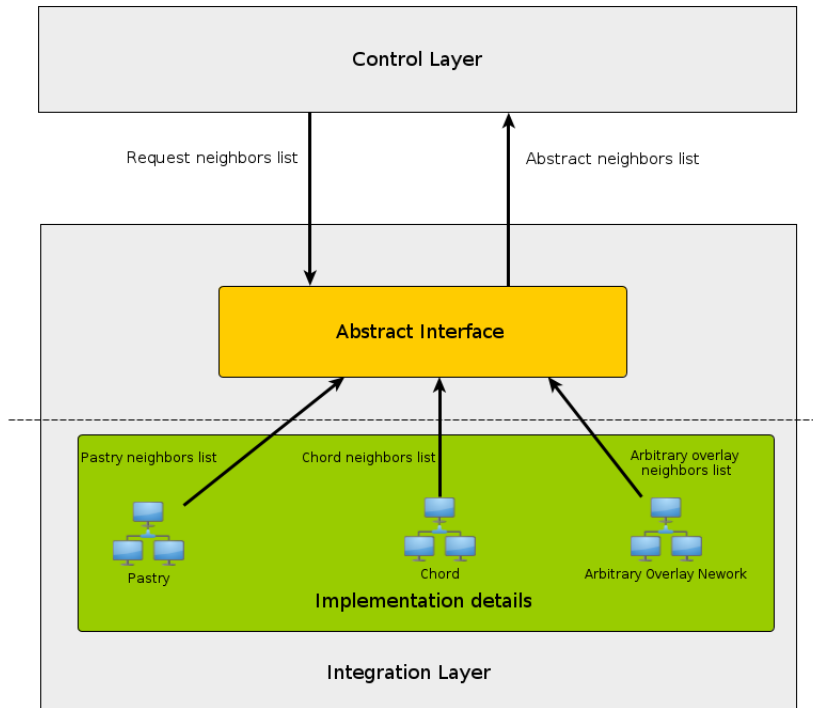 Control Layer
Request neighbors list
Abstract neighbors list
Abstract Interface
Pastry neighbors list
Chord neighbors list
Arbitrary overlay
neighbors list
Pastry
Chord
Arbitrary Overlay Nework
Implementation details
Integration Layer